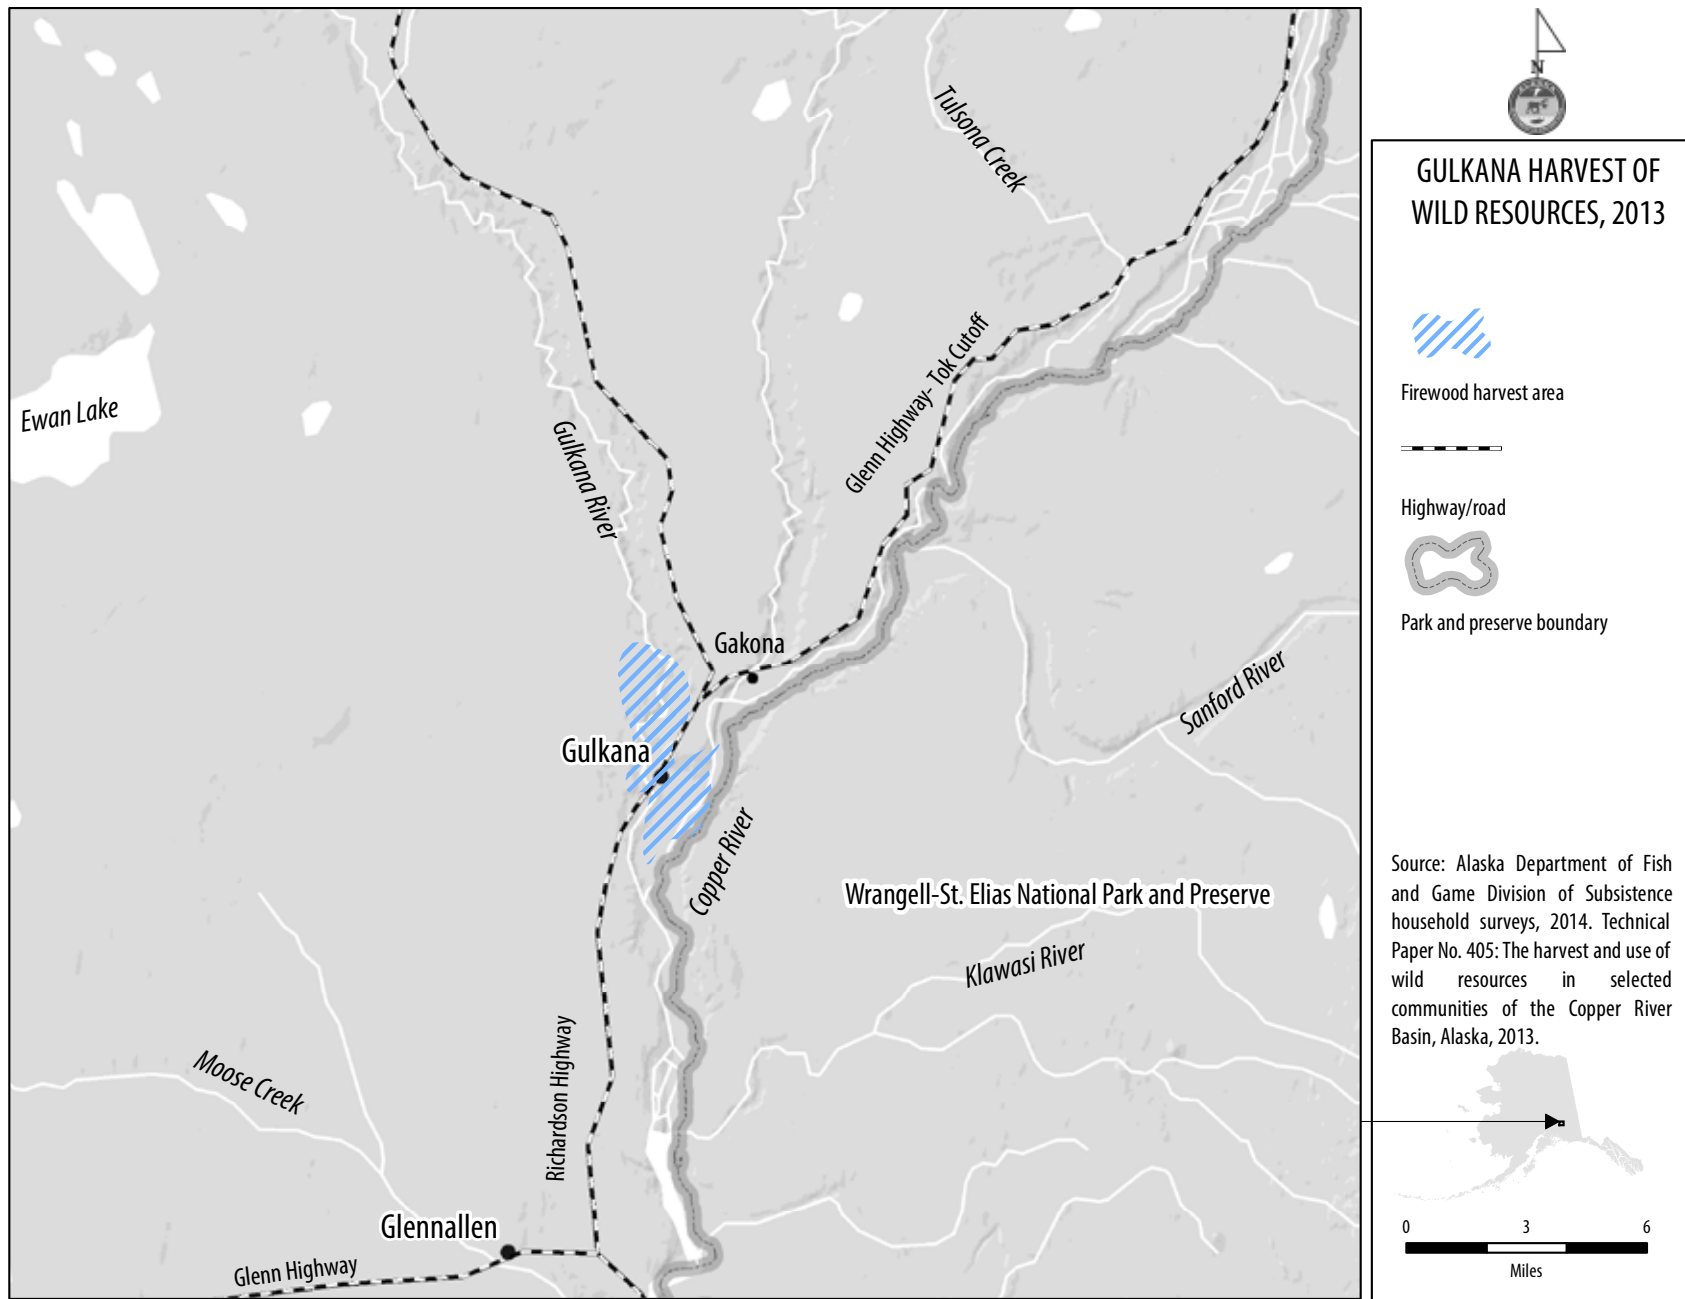 Tulsona Creek
Ewan Lake
Gulkana River
Glenn Highway- Tok Cutoff
Gakona
Sanford River
Gulkana
Copper River
Wrangell-St. Elias National Park and Preserve
Klawasi River
Moose Creek
Richardson Highway
Glennallen
Glenn Highway
N
GULKANA HARVEST OF
WILD RESOURCES, 2013
Firewood harvest area
Highway/road
Park and preserve boundary
Source: Alaska Department of Fish
and Game Division of Subsistence
household surveys, 2014. Technical
Paper No. 405: The harvest and use of
wild resources in selected
communities of the Copper River
Basin, Alaska, 2013.
0 3 6
Miles